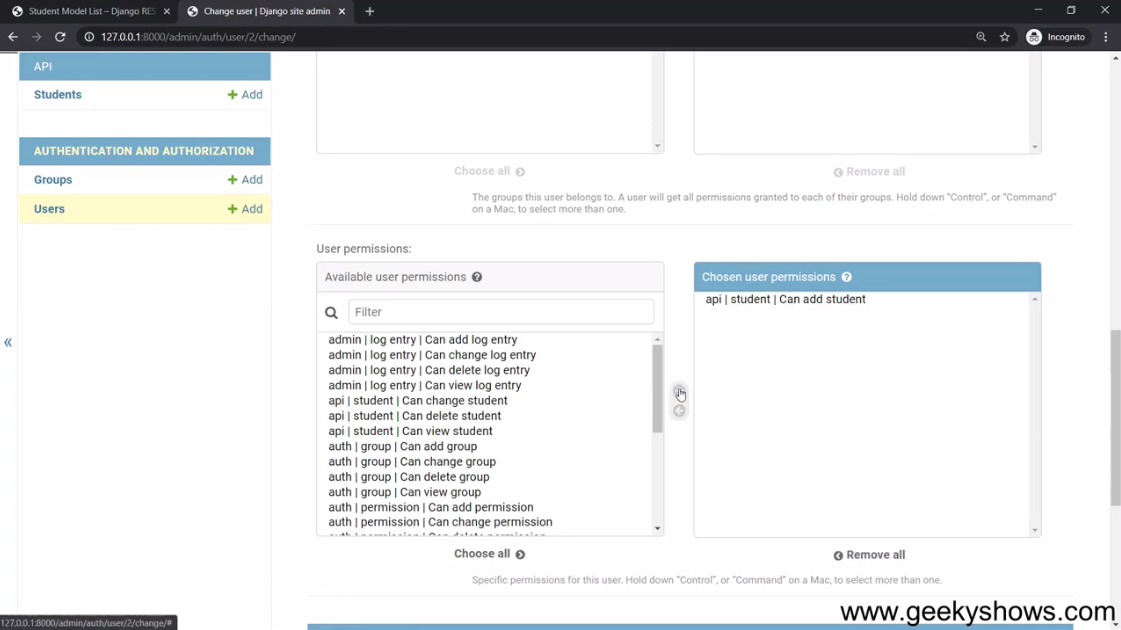 Student Model List – Django RES
Change user | Django site admin
127.0.0.1:8000/admin/auth/user/2/change/
Incognito
API
Students
Add
AUTHENTICATION AND AUTHORIZATION
Groups
Add
Users
Add
Choose all
Remove all
The groups this user belongs to. A user will get all permissions granted to each of their groups. Hold down “Control”, or “Command”
on a Mac, to select more than one.
User permissions:
Available user permissions
Filter
admin | log entry | Can add log entry
admin | log entry | Can change log entry
admin | log entry | Can delete log entry
admin | log entry | Can view log entry
api | student | Can change student
api | student | Can delete student
api | student | Can view student
auth | group | Can add group
auth | group | Can change group
auth | group | Can delete group
auth | group | Can view group
auth | permission | Can add permission
auth | permission | Can change permission
auth | permission | Can delete permission
Choose all
Chosen user permissions
api | student | Can add student
Remove all
Specific permissions for this user. Hold down “Control”, or “Command” on a Mac, to select more than one.
127.0.0.1:8000/admin/auth/user/2/change/#
www.geekyshows.com